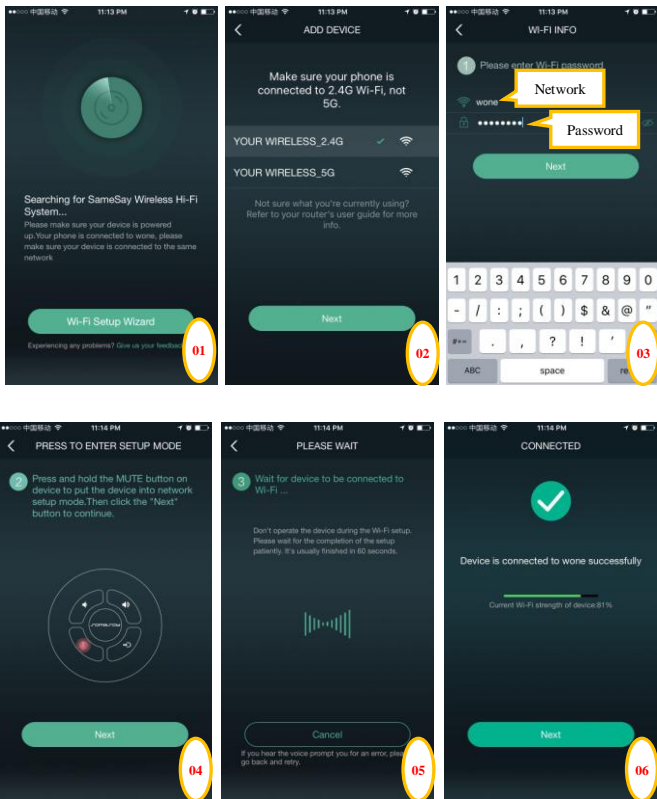 中国移动 11:13 PM
Searching for SameSay Wireless Hi-Fi
System...
Please make sure your device is powered
up.Your phone is connected to wone, please
make sure your device is connected to the same
network
Wi-Fi Setup Wizard
Experiencing any problems? Give us your feedback
01
中国移动 11:13 PM
ADD DEVICE
Make sure your phone is
connected to 2.4G Wi-Fi, not
5G.
YOUR WIRELESS_2.4G
YOUR WIRELESS_5G
Not sure what you're currently using?
Refer to your router's user guide for more
info.
Next
02
中国移动 11:13 PM
WI-FI INFO
1 Please enter Wi-Fi password
Network
wone
••••••••
Password
Next
1 2 3 4 5 6 7 8 9 0
- / : ; ( ) $ & @ "
#+= . , ? ! '
ABC space re
03
中国移动 11:14 PM
PRESS TO ENTER SETUP MODE
2 Press and hold the MUTE button on
device to put the device into network
setup mode.Then click the "Next"
button to continue.
Next
04
中国移动 11:14 PM
PLEASE WAIT
3 Wait for device to be connected to
Wi-Fi ...
Don't operate the device during the Wi-Fi setup.
Please wait for the completion of the setup
patiently. It's usually finished in 60 seconds.
Cancel
If you hear the voice prompt you for an error, please
go back and retry.
05
中国移动 11:14 PM
CONNECTED
Device is connected to wone successfully
Current Wi-Fi strength of device:81%
Next
06